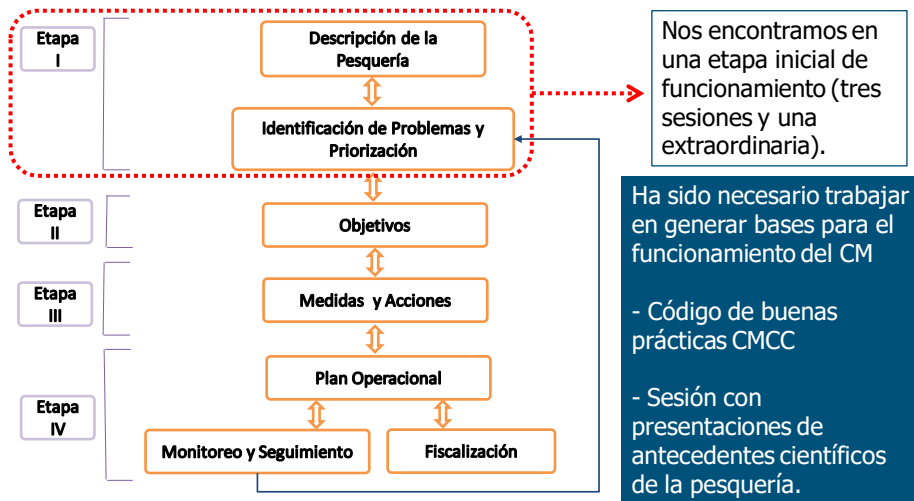 Etapa
I
Descripción de la
Pesquería
Identificación de Problemas y
Priorización
Nos encontramos en
una etapa inicial de
funcionamiento (tres
sesiones y una
extraordinaria).
Etapa
II
Objetivos
Etapa
III
Medidas y Acciones
Etapa
IV
Plan Operacional
Monitoreo y Seguimiento
Fiscalización
Ha sido necesario trabajar
en generar bases para el
funcionamiento del CM
- Código de buenas
prácticas CMCC
- Sesión con
presentaciones de
antecedentes científicos
de la pesquería.